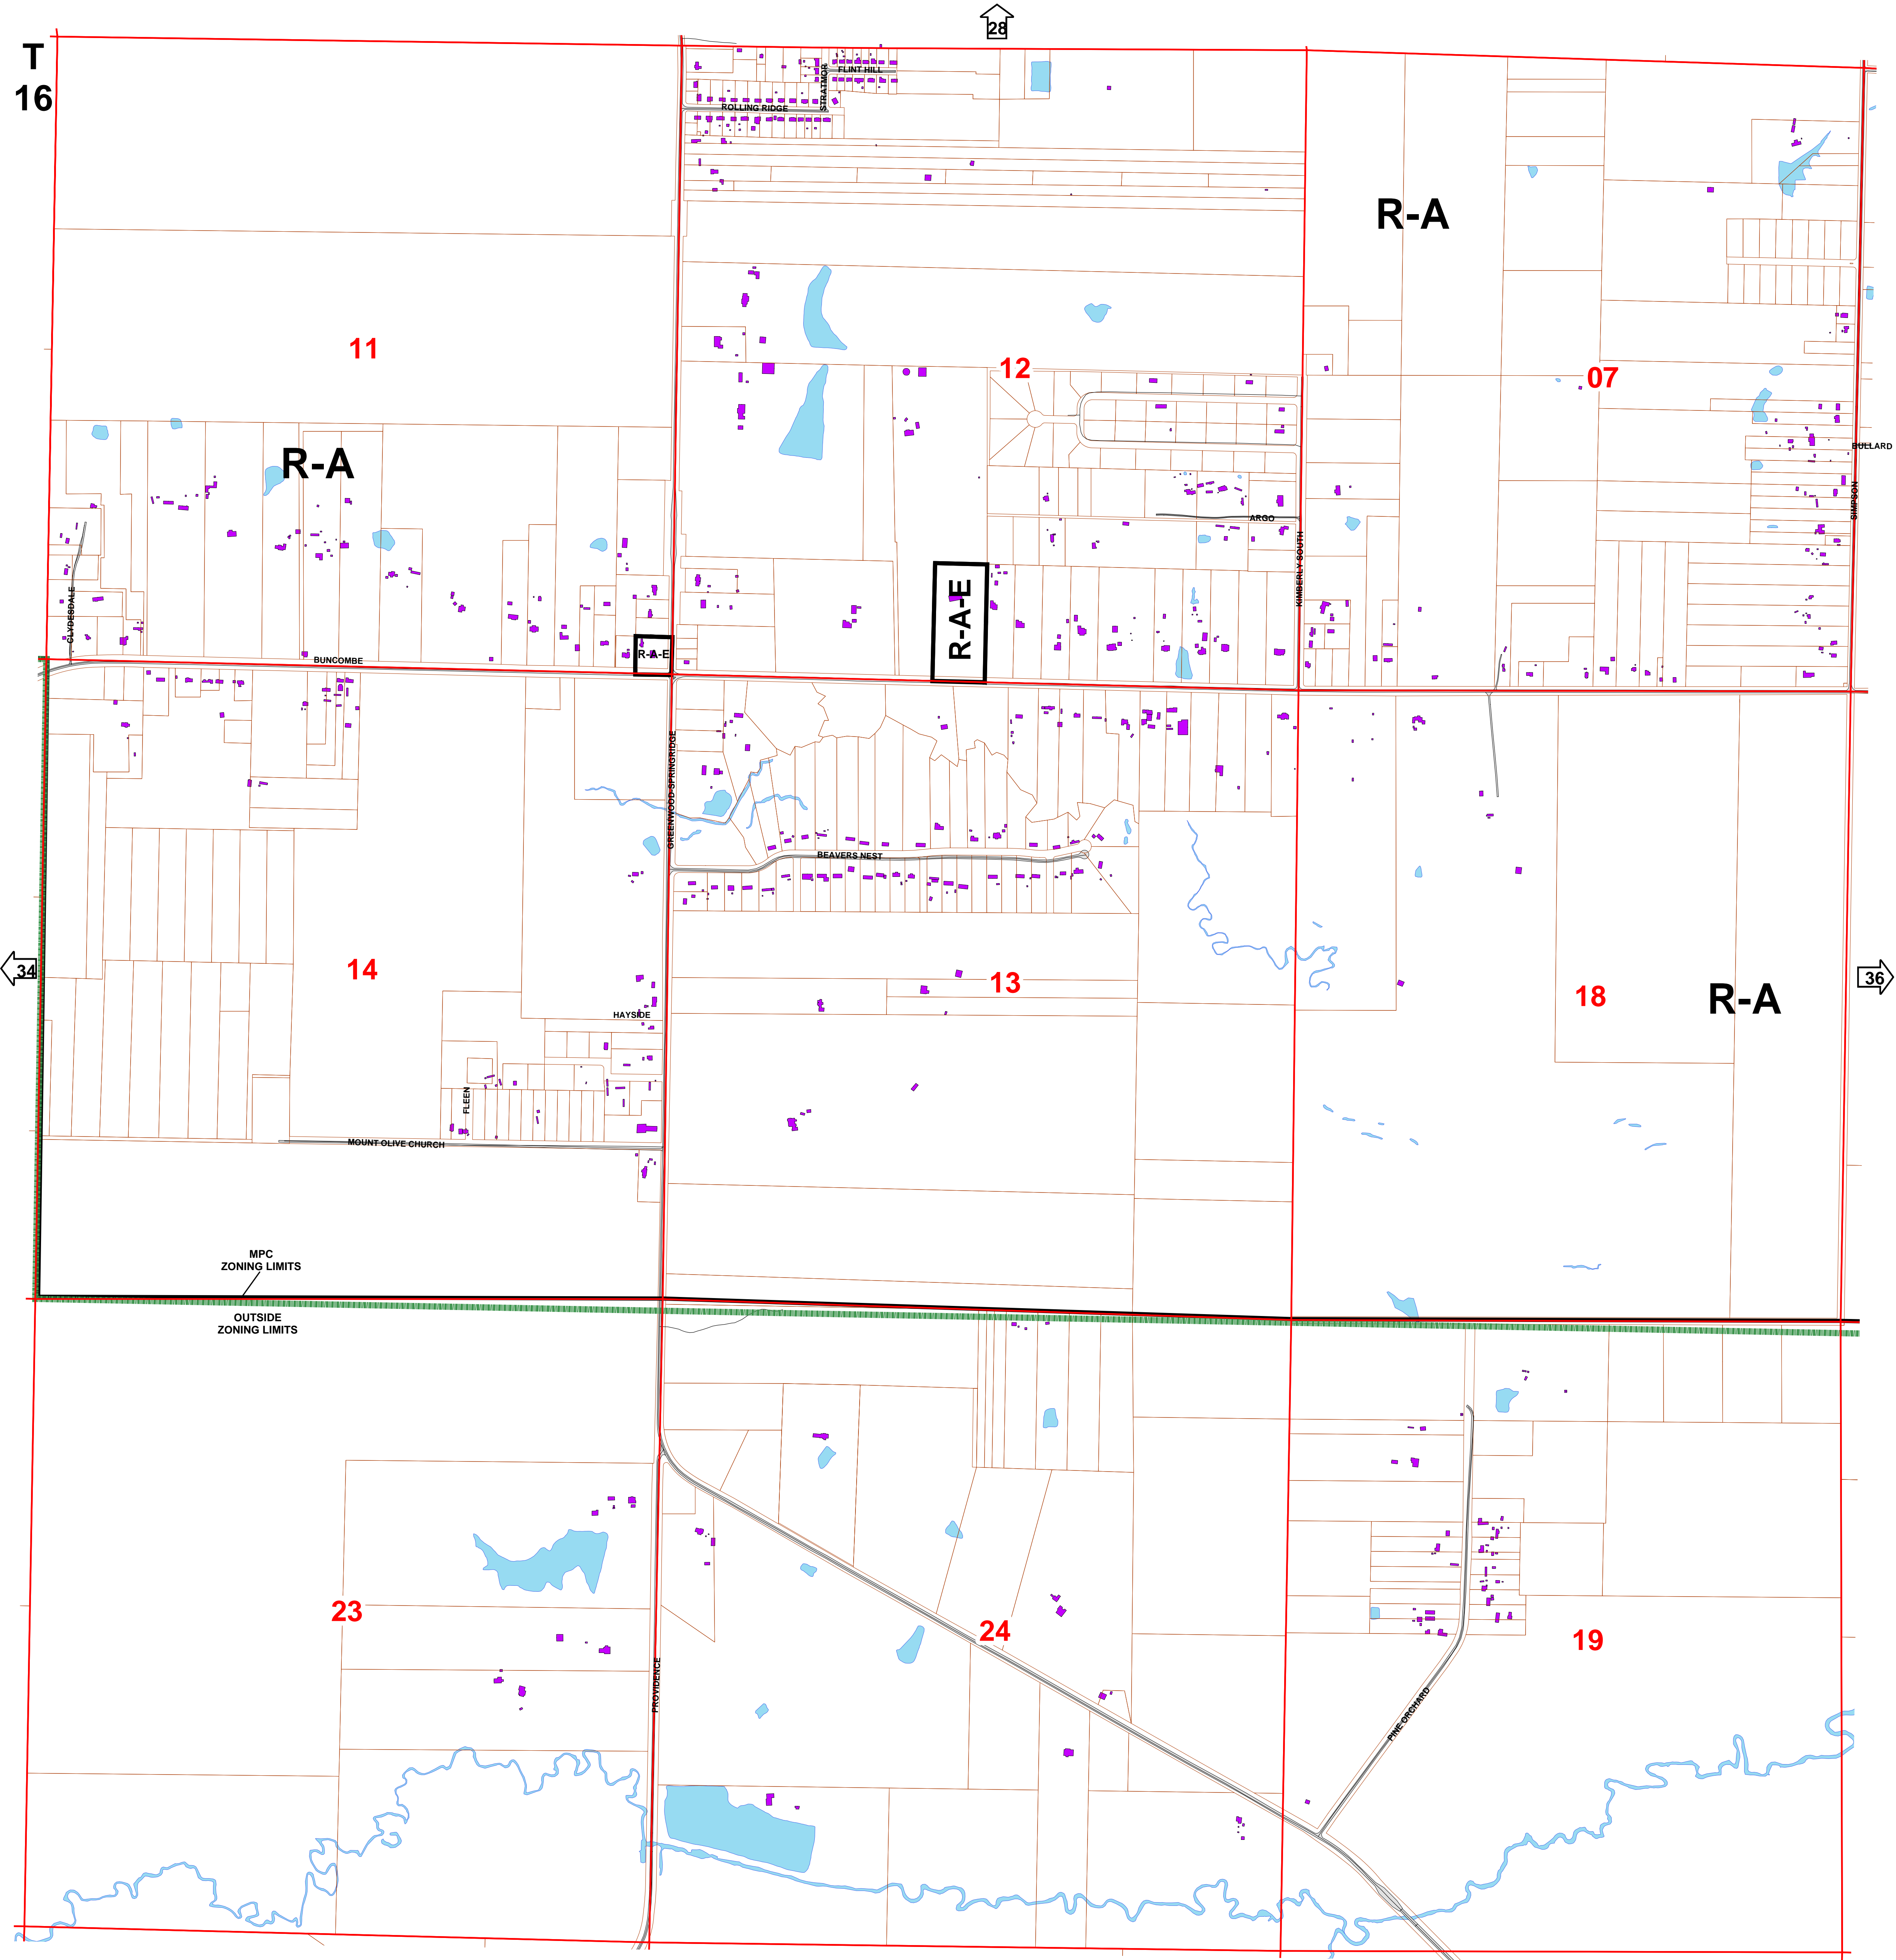 28
T
16
FLINT HILL
STRATMOR
ROLLING RIDGE
R-A
11
12
07
BULLARD
R-A
SIMPSON
ARGO
KIMBERLY SOUTH
CLYDESDALE
R-A-E
R-A-E
BUNCOMBE
GREENWOOD-SPRINGRIDGE
BEAVERS NEST
34
14
13
18
R-A
36
HAYSIDE
FLEEN
MOUNT OLIVE CHURCH
MPC
ZONING LIMITS
OUTSIDE
ZONING LIMITS
23
24
19
PROVIDENCE
PINE ORCHARD